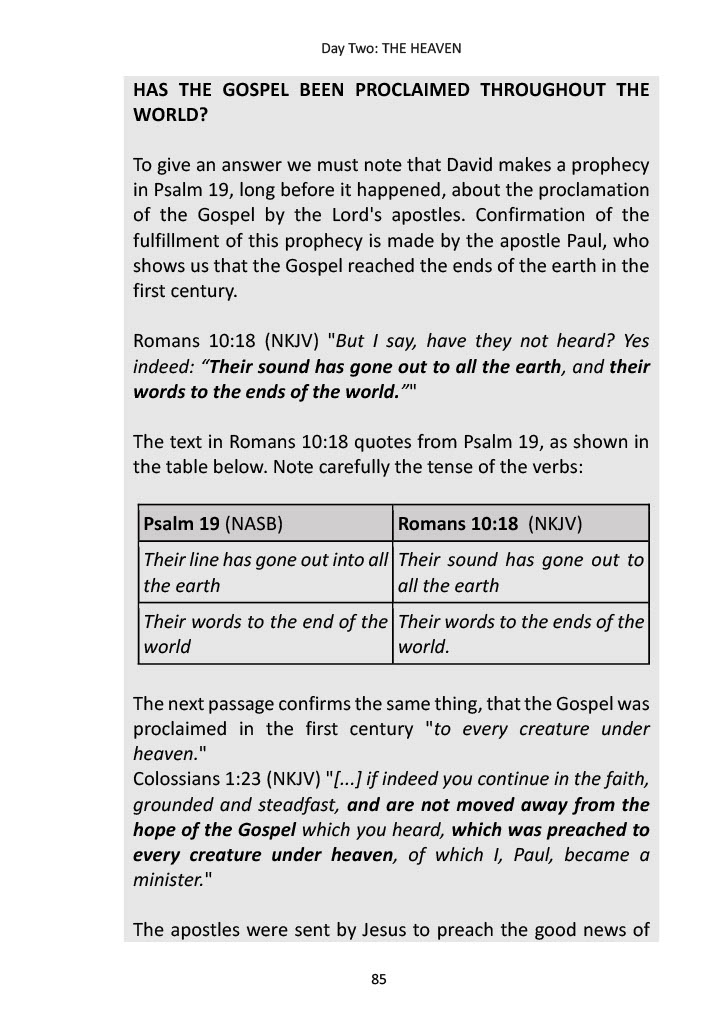 Day Two: THE HEAVEN
HAS THE GOSPEL BEEN PROCLAIMED THROUGHOUT THE
WORLD?
To give an answer we must note that David makes a prophecy
in Psalm 19, long before it happened, about the proclamation
of the Gospel by the Lord's apostles. Confirmation of the
fulfillment of this prophecy is made by the apostle Paul, who
shows us that the Gospel reached the ends of the earth in the
first century.
Romans 10:18 (NKJV) "But I say, have they not heard? Yes
indeed: “Their sound has gone out to all the earth, and their
words to the ends of the world.”"
The text in Romans 10:18 quotes from Psalm 19, as shown in
the table below. Note carefully the tense of the verbs:
Psalm 19 (NASB)
Romans 10:18 (NKJV)
Their line has gone out into all
the earth
Their sound has gone out to
all the earth
Their words to the end of the
world
Their words to the ends of the
world.
The next passage confirms the same thing, that the Gospel was
proclaimed in the first century "to every creature under
heaven."
Colossians 1:23 (NKJV) "[...] if indeed you continue in the faith,
grounded and steadfast, and are not moved away from the
hope of the Gospel which you heard, which was preached to
every creature under heaven, of which I, Paul, became a
minister."
The apostles were sent by Jesus to preach the good news of
85